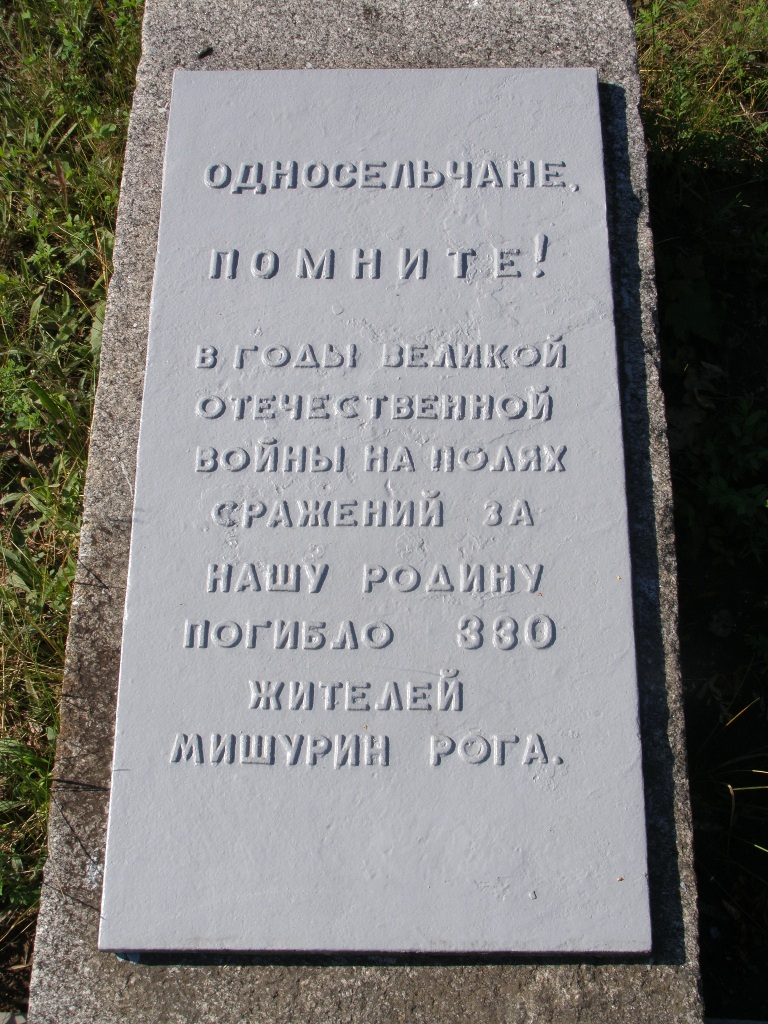 ОДНОСЕЛЬЧАНЕ,
ПОМНИТЕ!
В ГОДЫ ВЕЛИКОЙ
ОТЕЧЕСТВЕННОЙ
ВОЙНЫ НА ПОЛЯХ
СРАЖЕНИЙ ЗА
НАШУ РОДИНУ
ПОГИБЛО 330
ЖИТЕЛЕЙ
МИШУРИН РОГА.